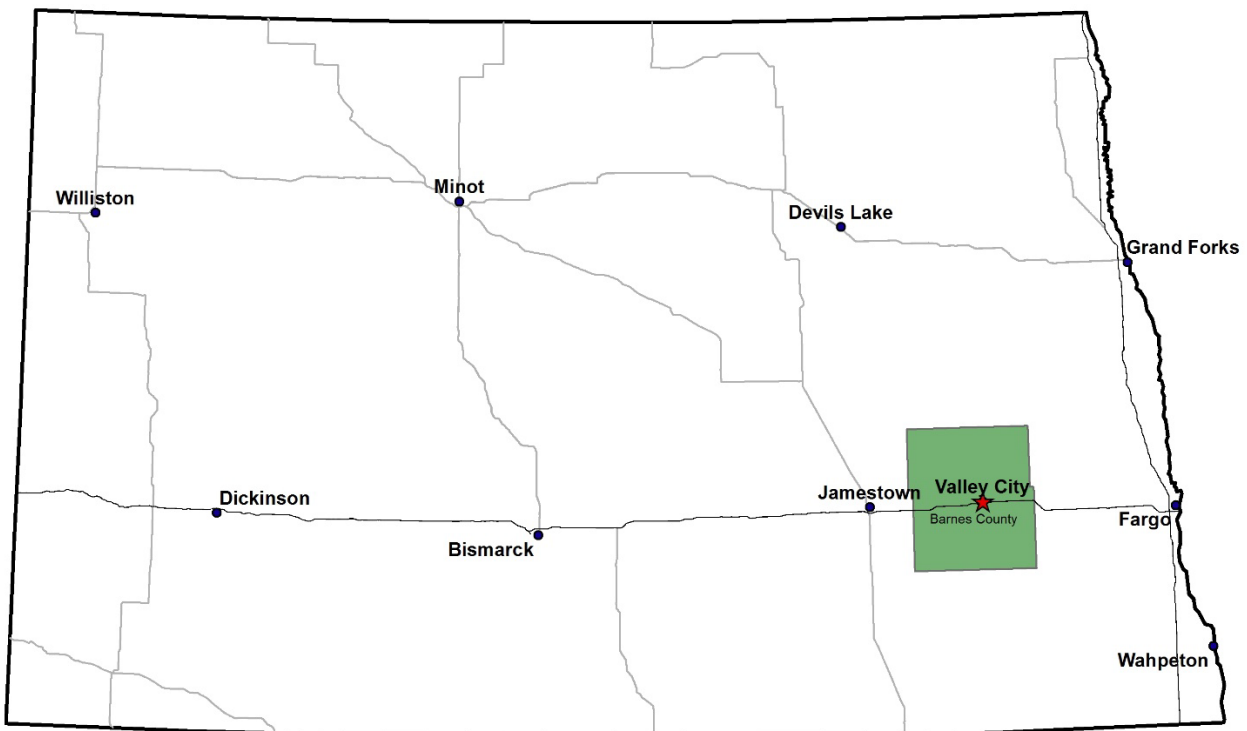 Minot
Williston
Devils Lake
Grand Forks
Valley City
Jamestown
Dickinson
Barnes County
Fargo
Bismarck
Wahpeton